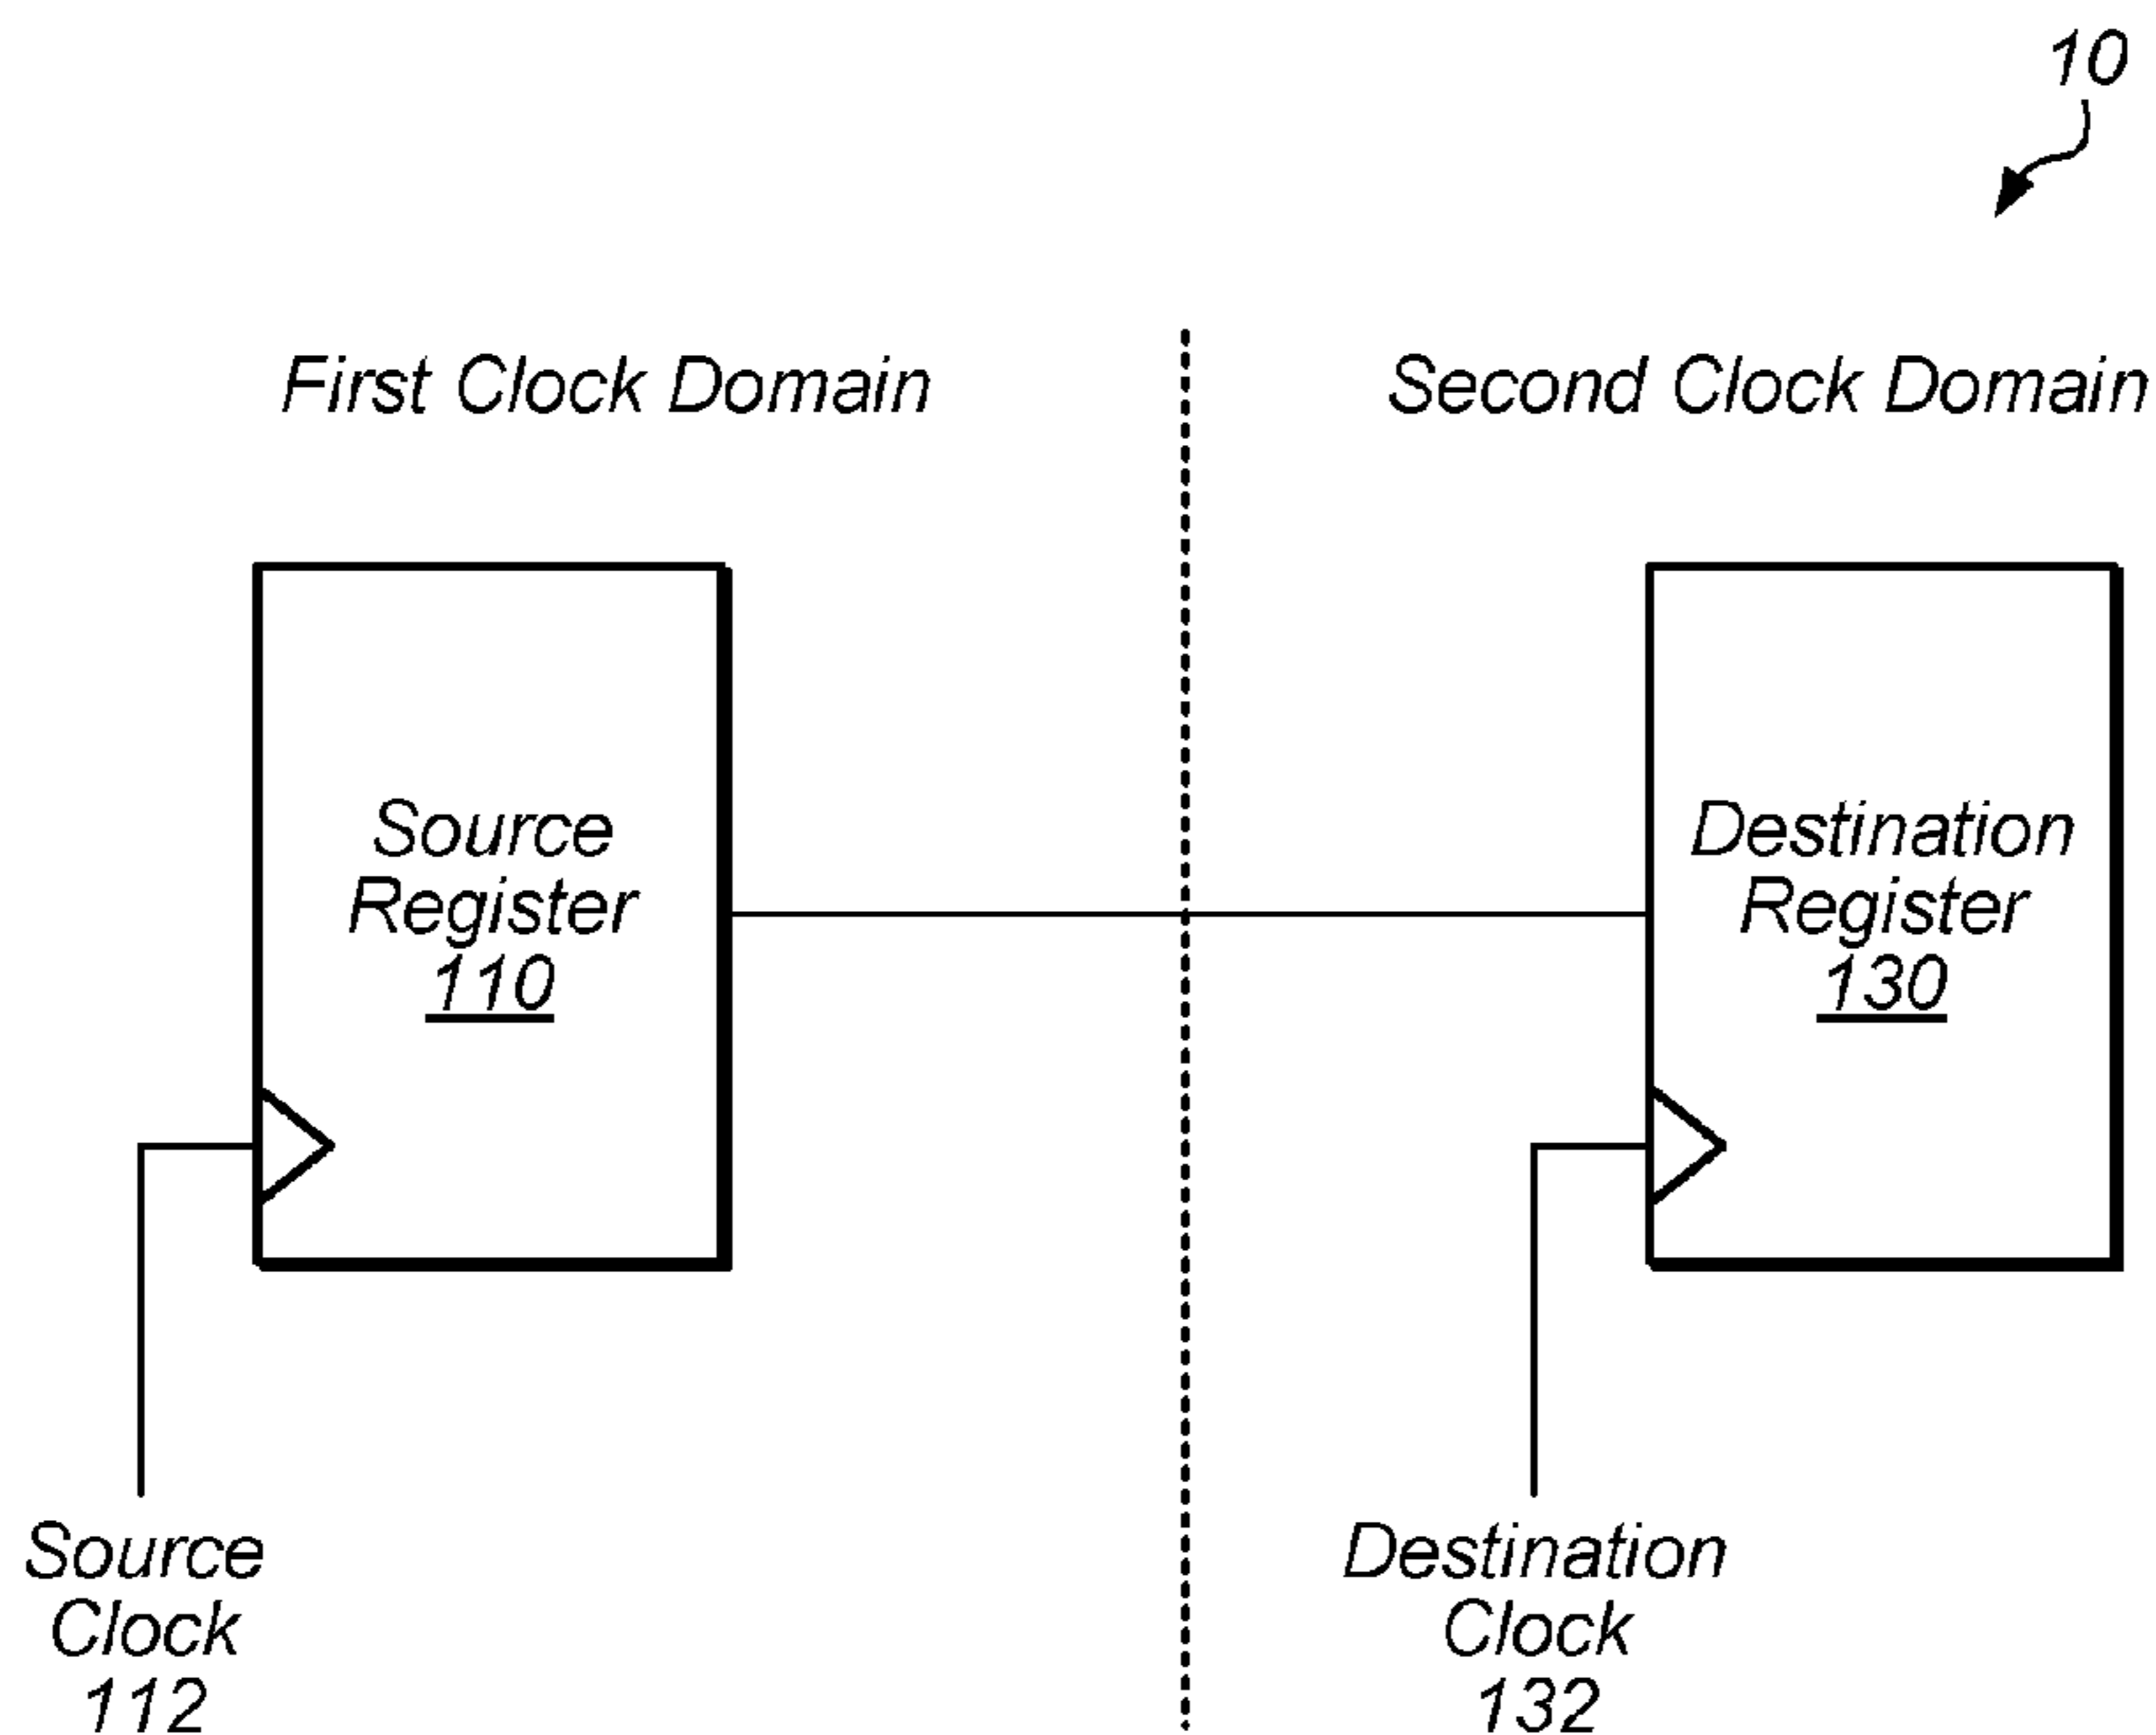 10
First Clock Domain
Second Clock Domain
Source
Register
110
Destination
Register
130
Source
Clock
112
Destination
Clock
132